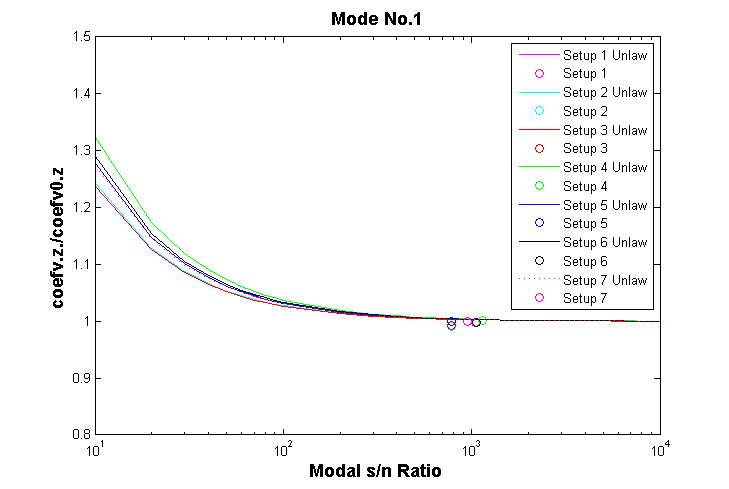 Mode No.1
1.5
1.4
1.3
1.2
1.1
1
0.9
0.8
coefv.z./coefv0.z
10^1
10^2
10^3
10^4
Modal s/n Ratio
Setup 1 Unlaw
Setup 1
Setup 2 Unlaw
Setup 2
Setup 3 Unlaw
Setup 3
Setup 4 Unlaw
Setup 4
Setup 5 Unlaw
Setup 5
Setup 6 Unlaw
Setup 6
Setup 7 Unlaw
Setup 7